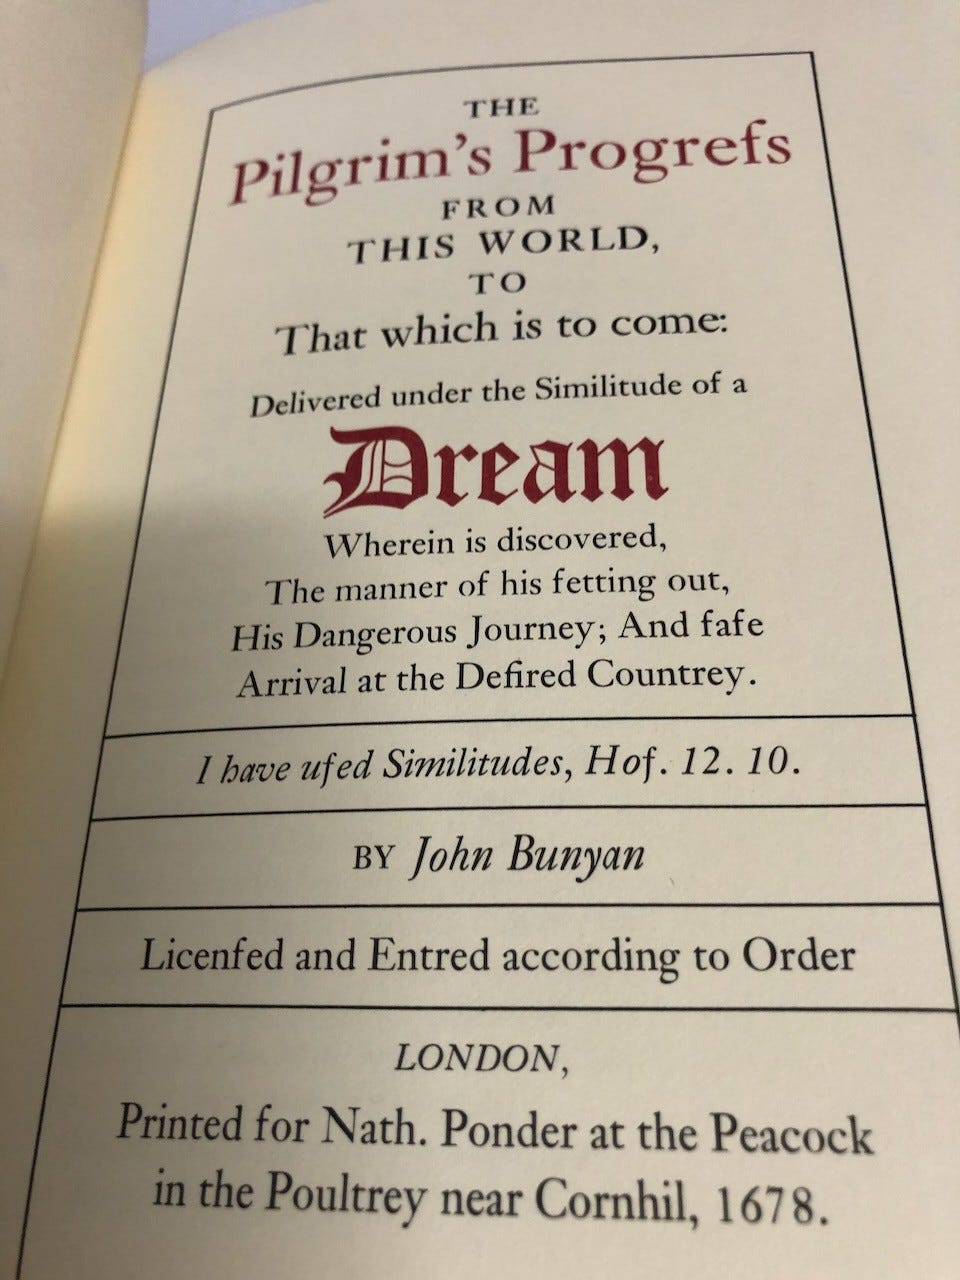 THE
Pilgrim's Progrefs
FROM
THIS WORLD,
TO
That which is to come:
Delivered under the Similitude of a
Dream
Wherein is discovered,
The manner of his fetting out,
His Dangerous Journey; And fafe
Arrival at the Defired Countrey.
I have ufed Similitudes, Hof. 12. 10.
BY John Bunyan
Licenfed and Entred according to Order
LONDON,
Printed for Nath. Ponder at the Peacock
in the Poultrey near Cornhil, 1678.